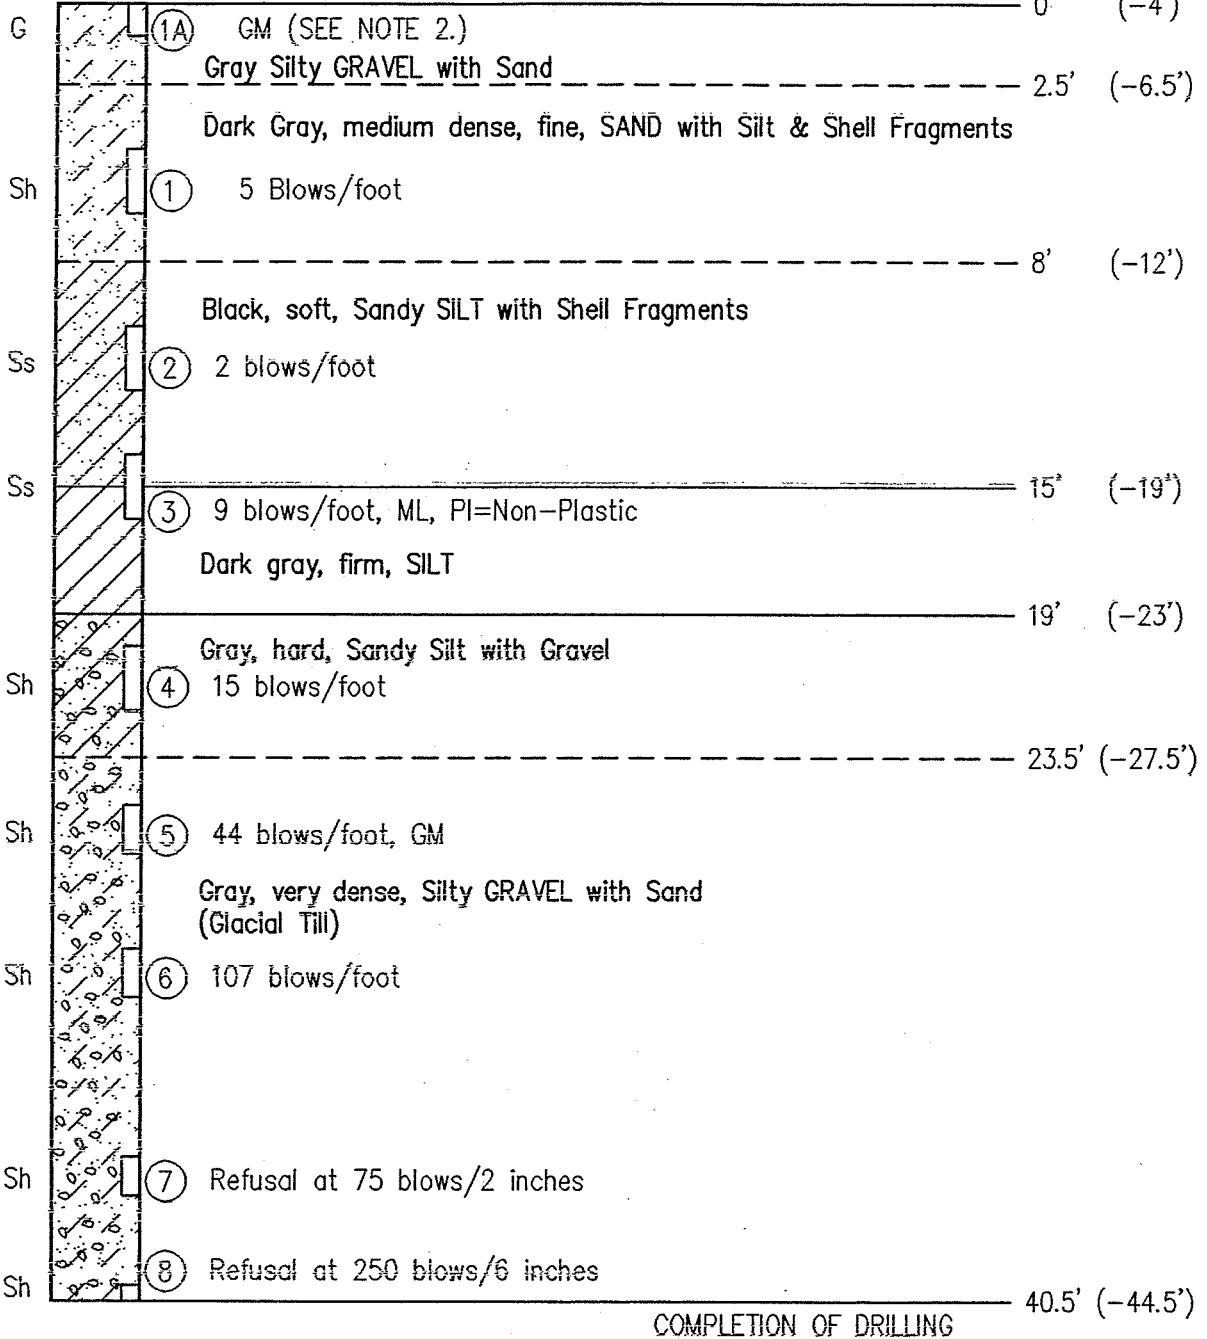 0' (-4')
G 1A GM (SEE NOTE 2.)
Gray Silty GRAVEL with Sand
2.5' (-6.5')
Dark Gray, medium dense, fine, SAND with Silt & Shell Fragments
Sh 1 5 Blows/foot
8' (-12')
Black, soft, Sandy SILT with Shell Fragments
Ss 2 2 blows/foot
Ss 15' (-19')
3 9 blows/foot, ML, PI=Non-Plastic
Dark gray, firm, SILT
19' (-23')
Gray, hard, Sandy Silt with Gravel
Sh 4 15 blows/foot
23.5' (-27.5')
Sh 5 44 blows/foot, GM
Gray, very dense, Silty GRAVEL with Sand
(Glacial Till)
Sh 6 107 blows/foot
Sh 7 Refusal at 75 blows/2 inches
8 Refusal at 250 blows/6 inches
Sh 40.5' (-44.5')
COMPLETION OF DRILLING